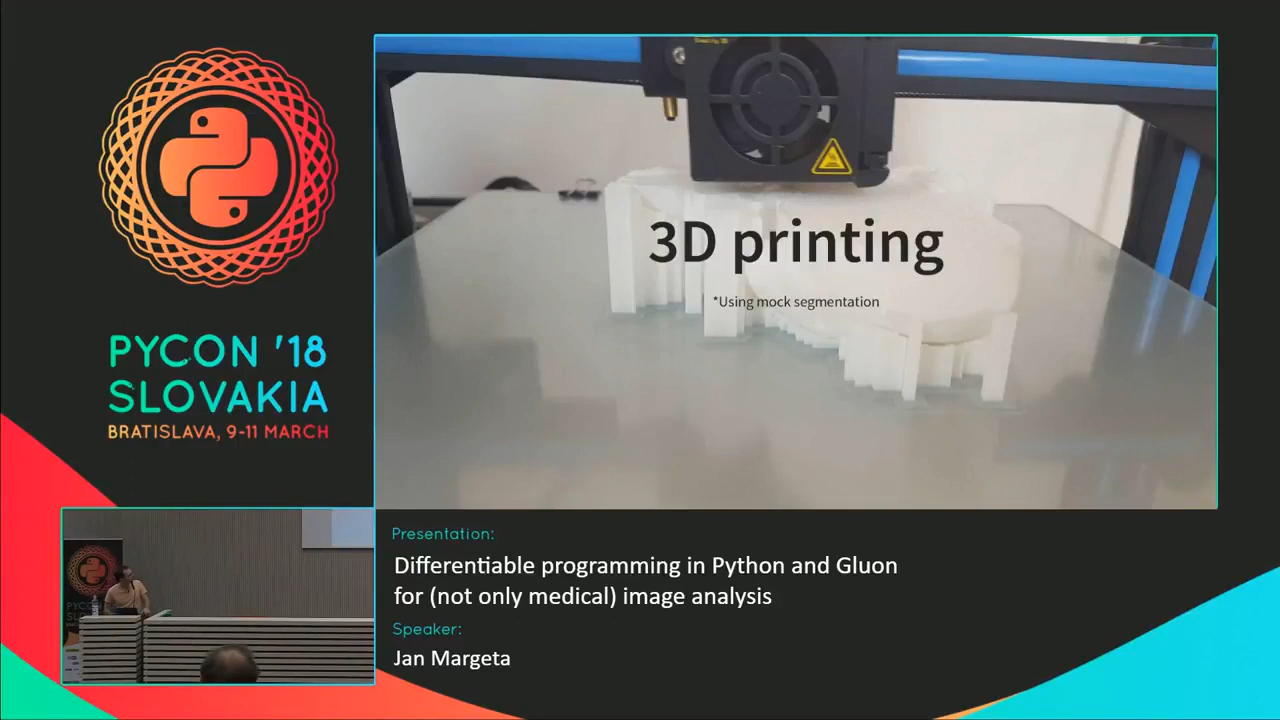 PYCON '18
SLOVAKIA
BRATISLAVA, 9-11 MARCH
3D printing
*Using mock segmentation
Presentation:
Differentiable programming in Python and Gluon
for (not only medical) image analysis
Speaker:
Jan Margeta